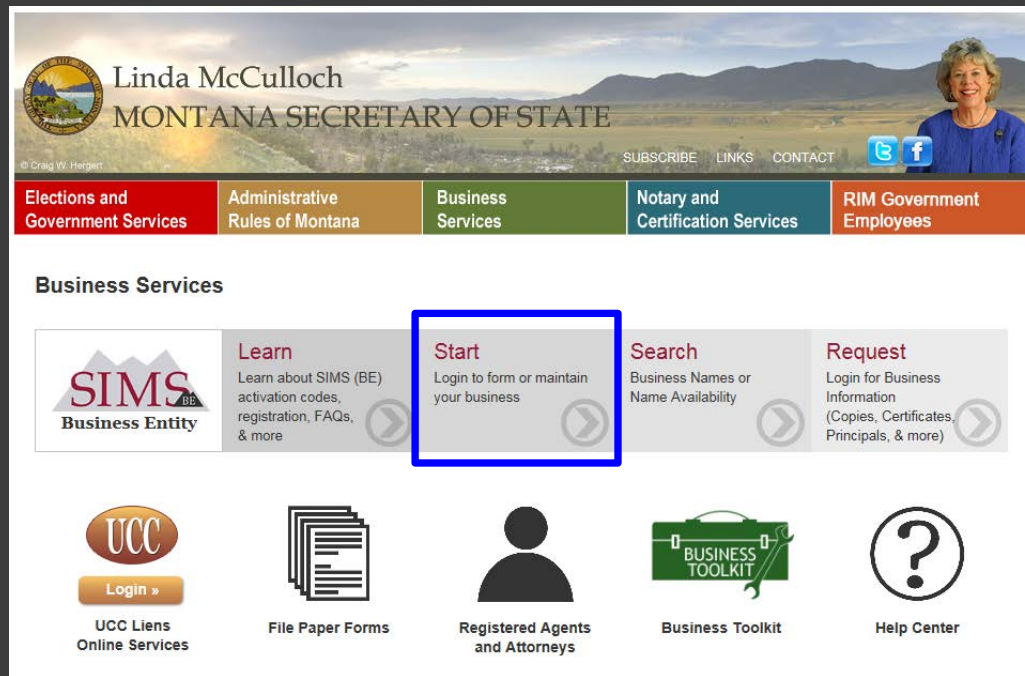 Linda McCulloch
MONTANA SECRETARY OF STATE
© Craig W. Hergert
SUBSCRIBE LINKS CONTACT
Elections and
Government Services
Administrative
Rules of Montana
Business
Services
Notary and
Certification Services
RIM Government
Employees
Business Services
SIMS
BE
Business Entity
Learn
Learn about SIMS (BE)
activation codes,
registration, FAQs,
& more
Start
Login to form or maintain
your business
Search
Business Names or
Name Availability
Request
Login for Business
Information
(Copies, Certificates,
Principals, & more)
UCC
Login »
UCC Liens
Online Services
File Paper Forms
Registered Agents
and Attorneys
BUSINESS
TOOLKIT
Business Toolkit
?
Help Center